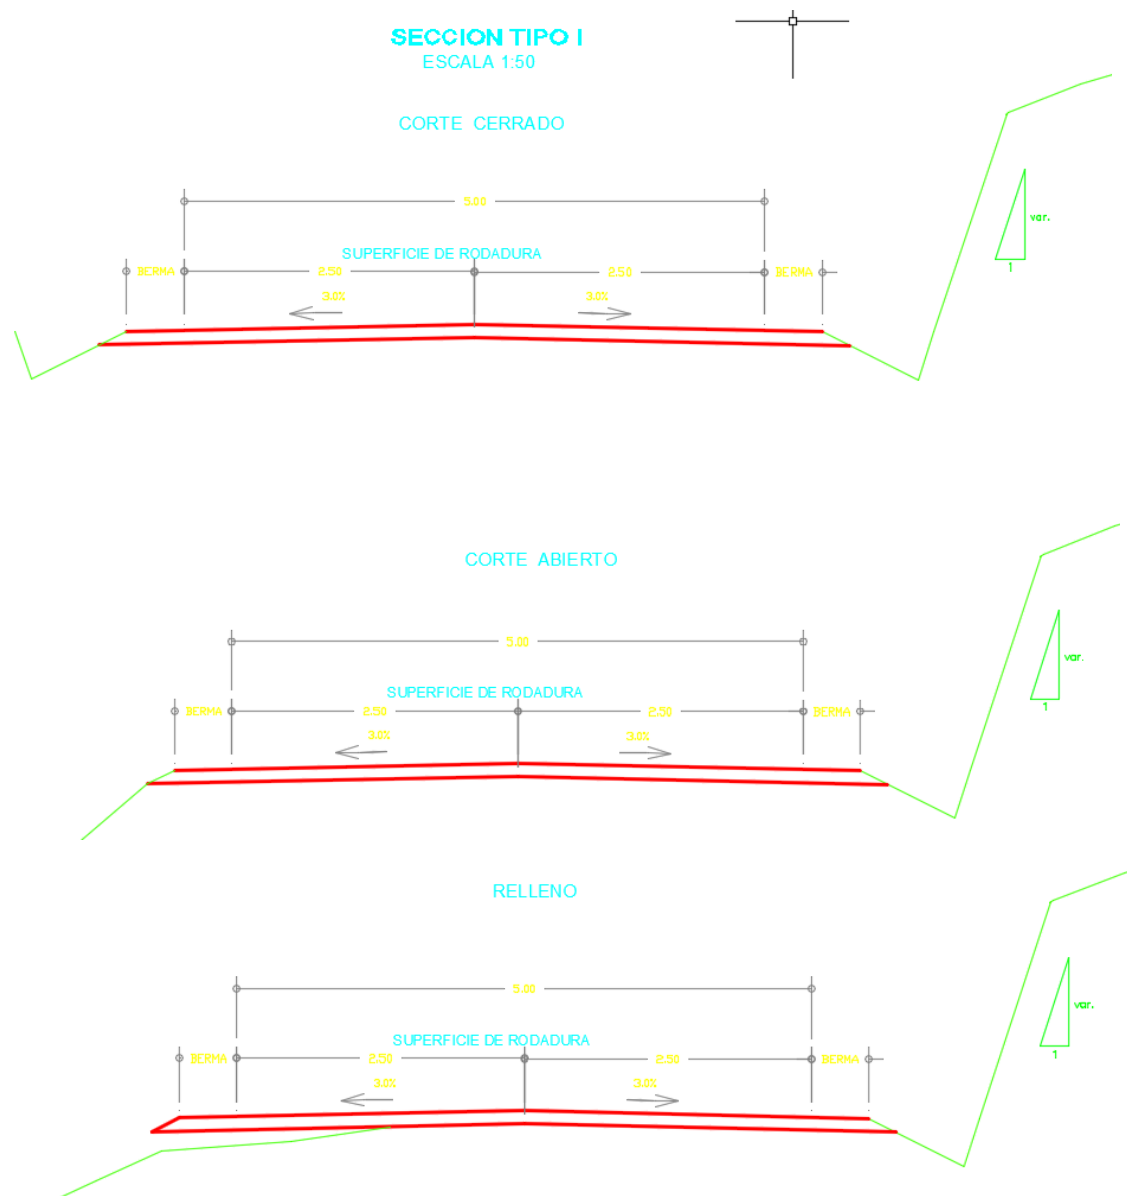 SECCION TIPO I
ESCALA 1:50
CORTE CERRADO
5.00
var.
SUPERFICIE DE RODADURA
BERMA 2.50 2.50 BERMA
1
3.0% 3.0%
CORTE ABIERTO
5.00
var.
SUPERFICIE DE RODADURA
BERMA 2.50 2.50 BERMA
1
3.0% 3.0%
RELLENO
5.00
var.
SUPERFICIE DE RODADURA
BERMA 2.50 2.50 BERMA
1
3.0% 3.0%